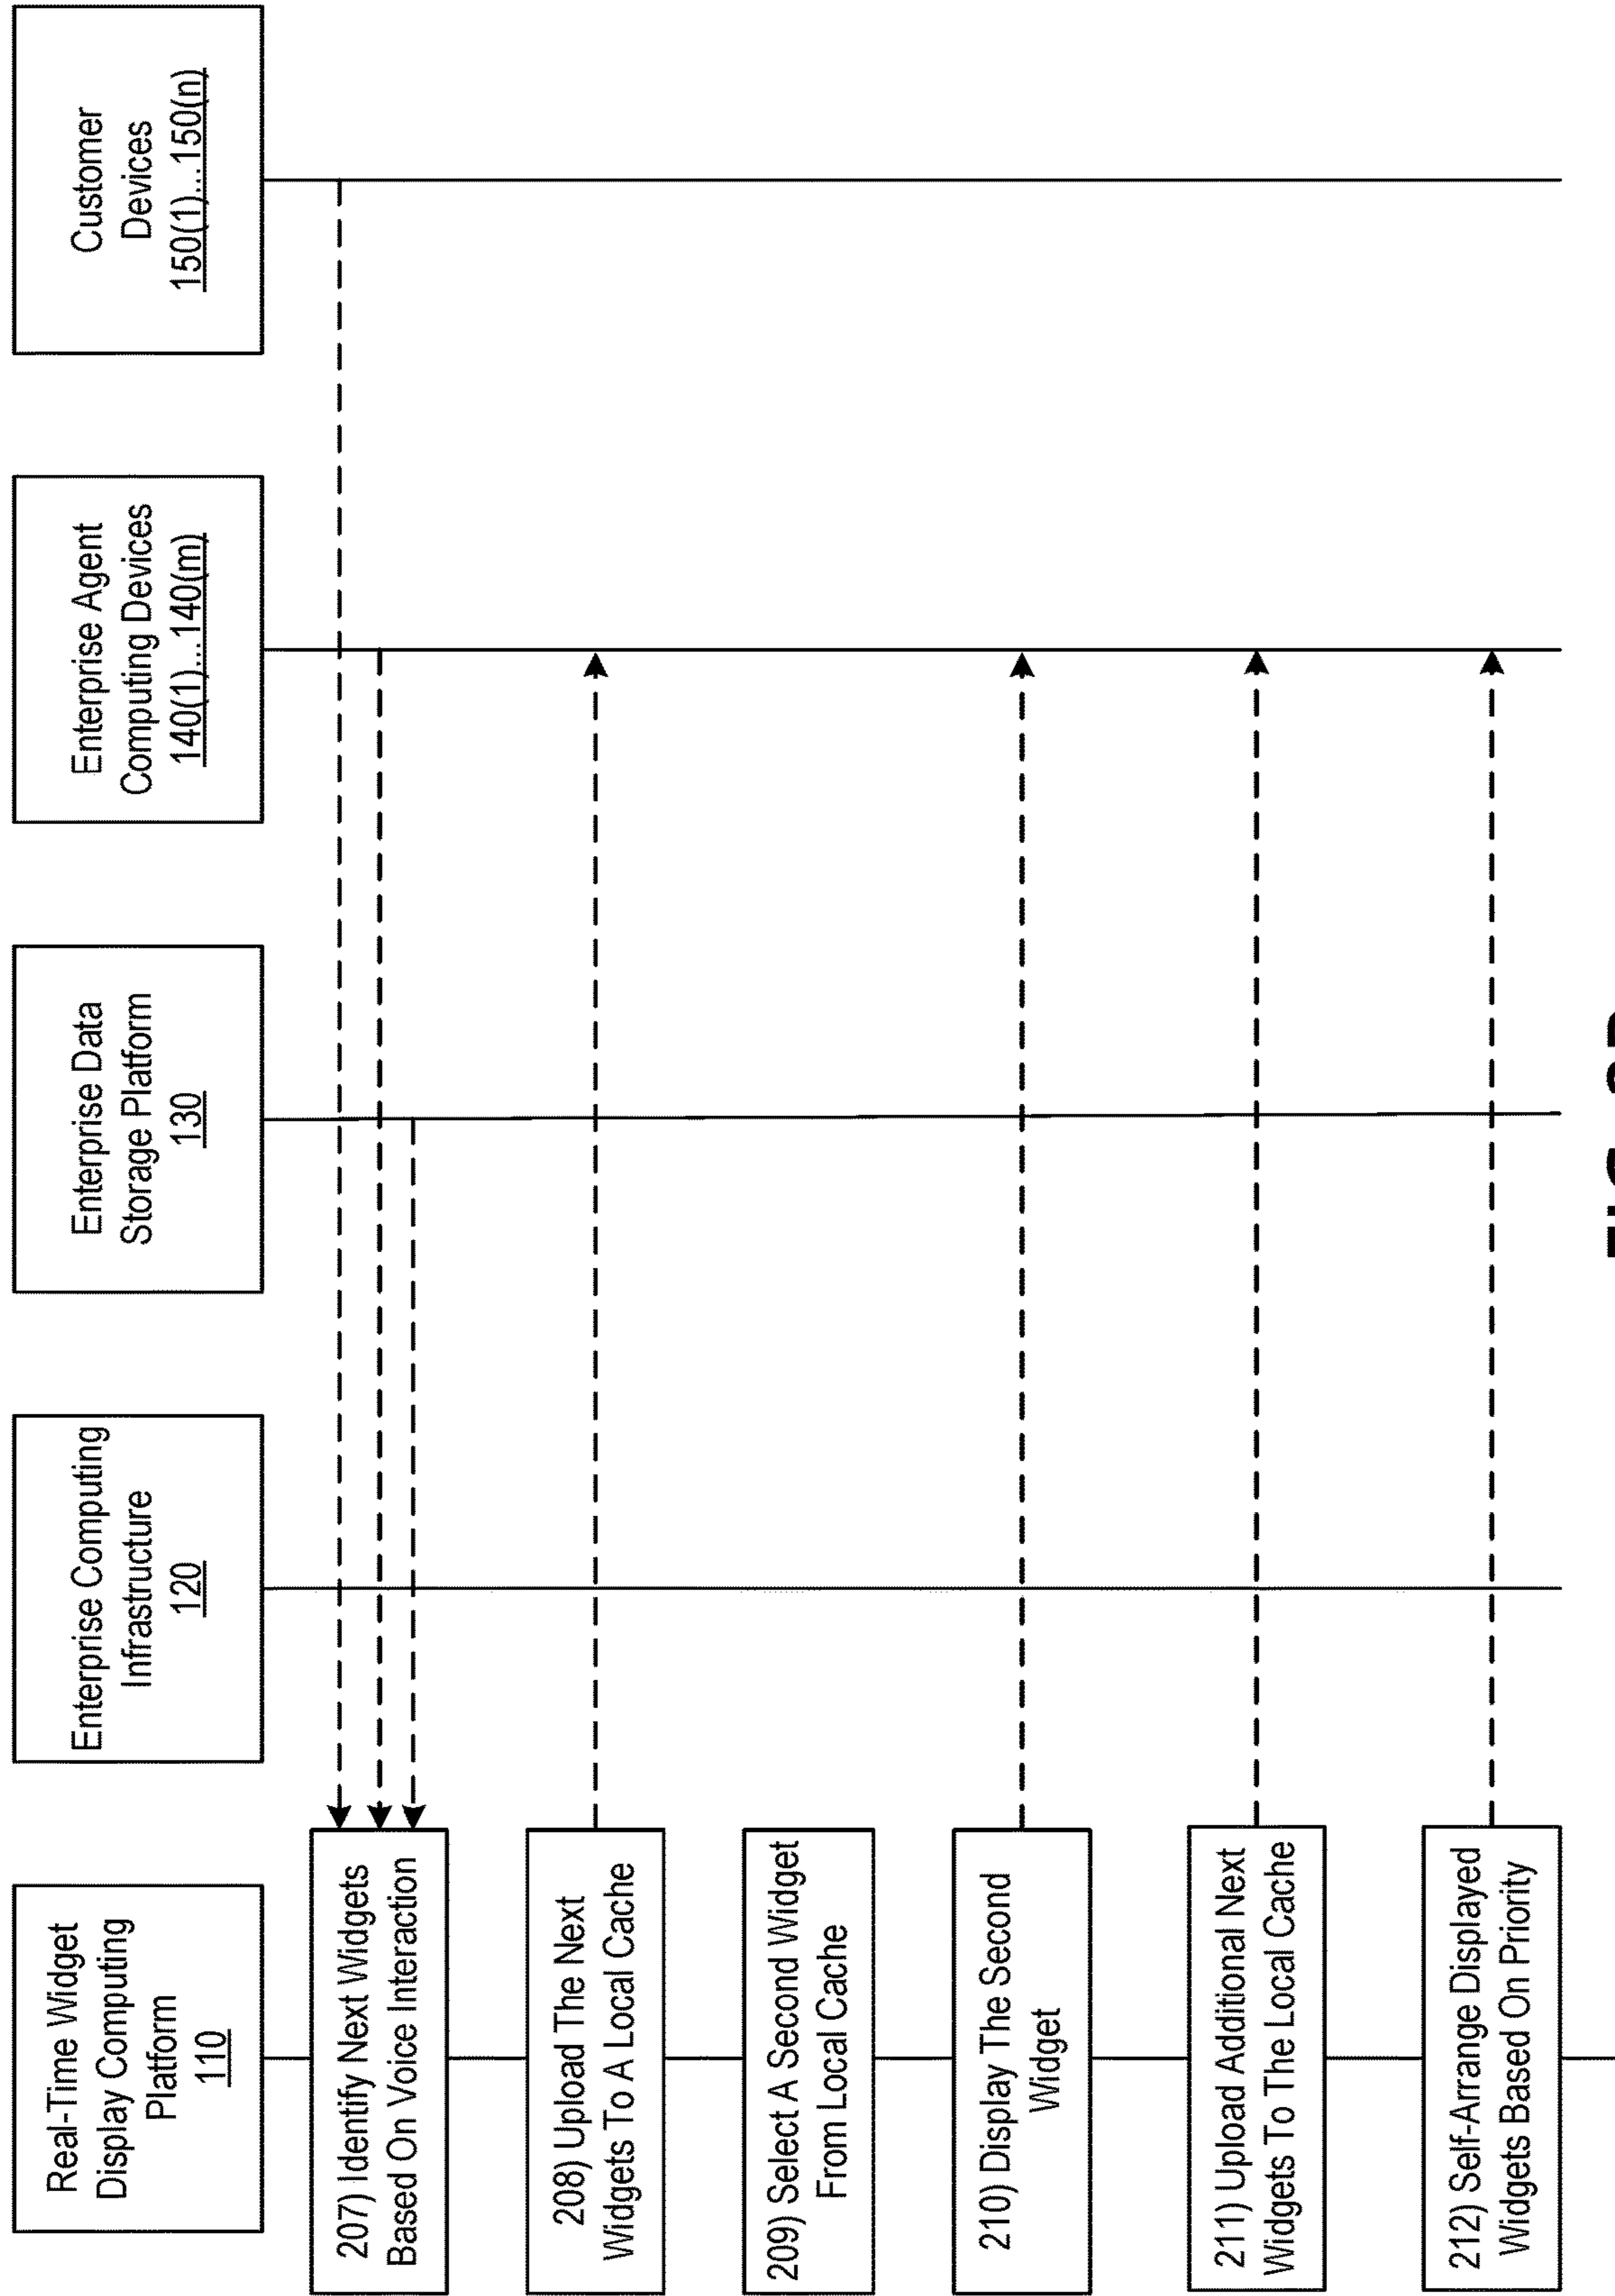 Real-Time Widget
Display Computing
Platform
110
Enterprise Computing
Infrastructure
120
Enterprise Data
Storage Platform
130
Enterprise Agent
Computing Devices
140(1)...140(m)
Customer
Devices
150(1)...150(n)
207) Identify Next Widgets
Based On Voice Interaction
208) Upload The Next
Widgets To A Local Cache
209) Select A Second Widget
From Local Cache
210) Display The Second
Widget
211) Upload Additional Next
Widgets To The Local Cache
212) Self-Arrange Displayed
Widgets Based On Priority